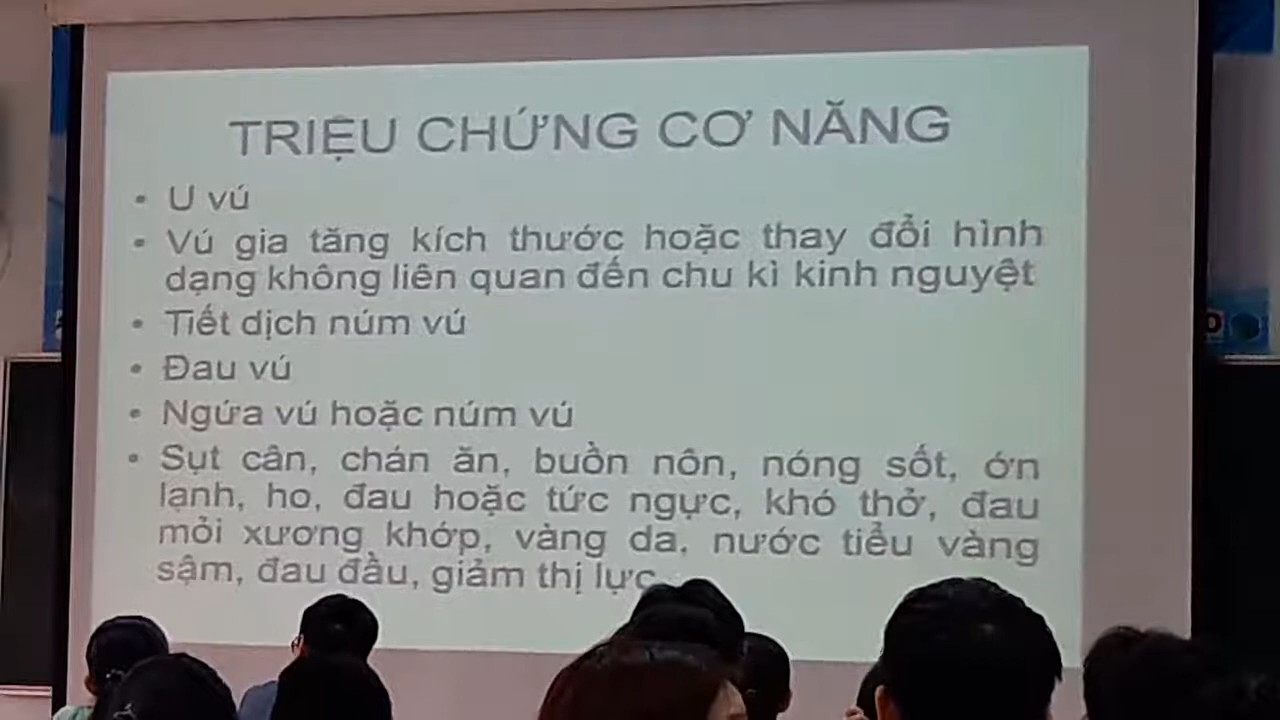 TRIỆU CHỨNG CƠ NĂNG
• U vú
• Vú gia tăng kích thước hoặc thay đổi hình
dạng không liên quan đến chu kì kinh nguyệt
• Tiết dịch núm vú
• Đau vú
• Ngứa vú hoặc núm vú
• Sụt cân, chán ăn, buồn nôn, nóng sốt, ớn
lạnh, ho, đau hoặc tức ngực, khó thở, đau
mỏi xương khớp, vàng da, nước tiểu vàng
sậm, đau đầu, giảm thị lực